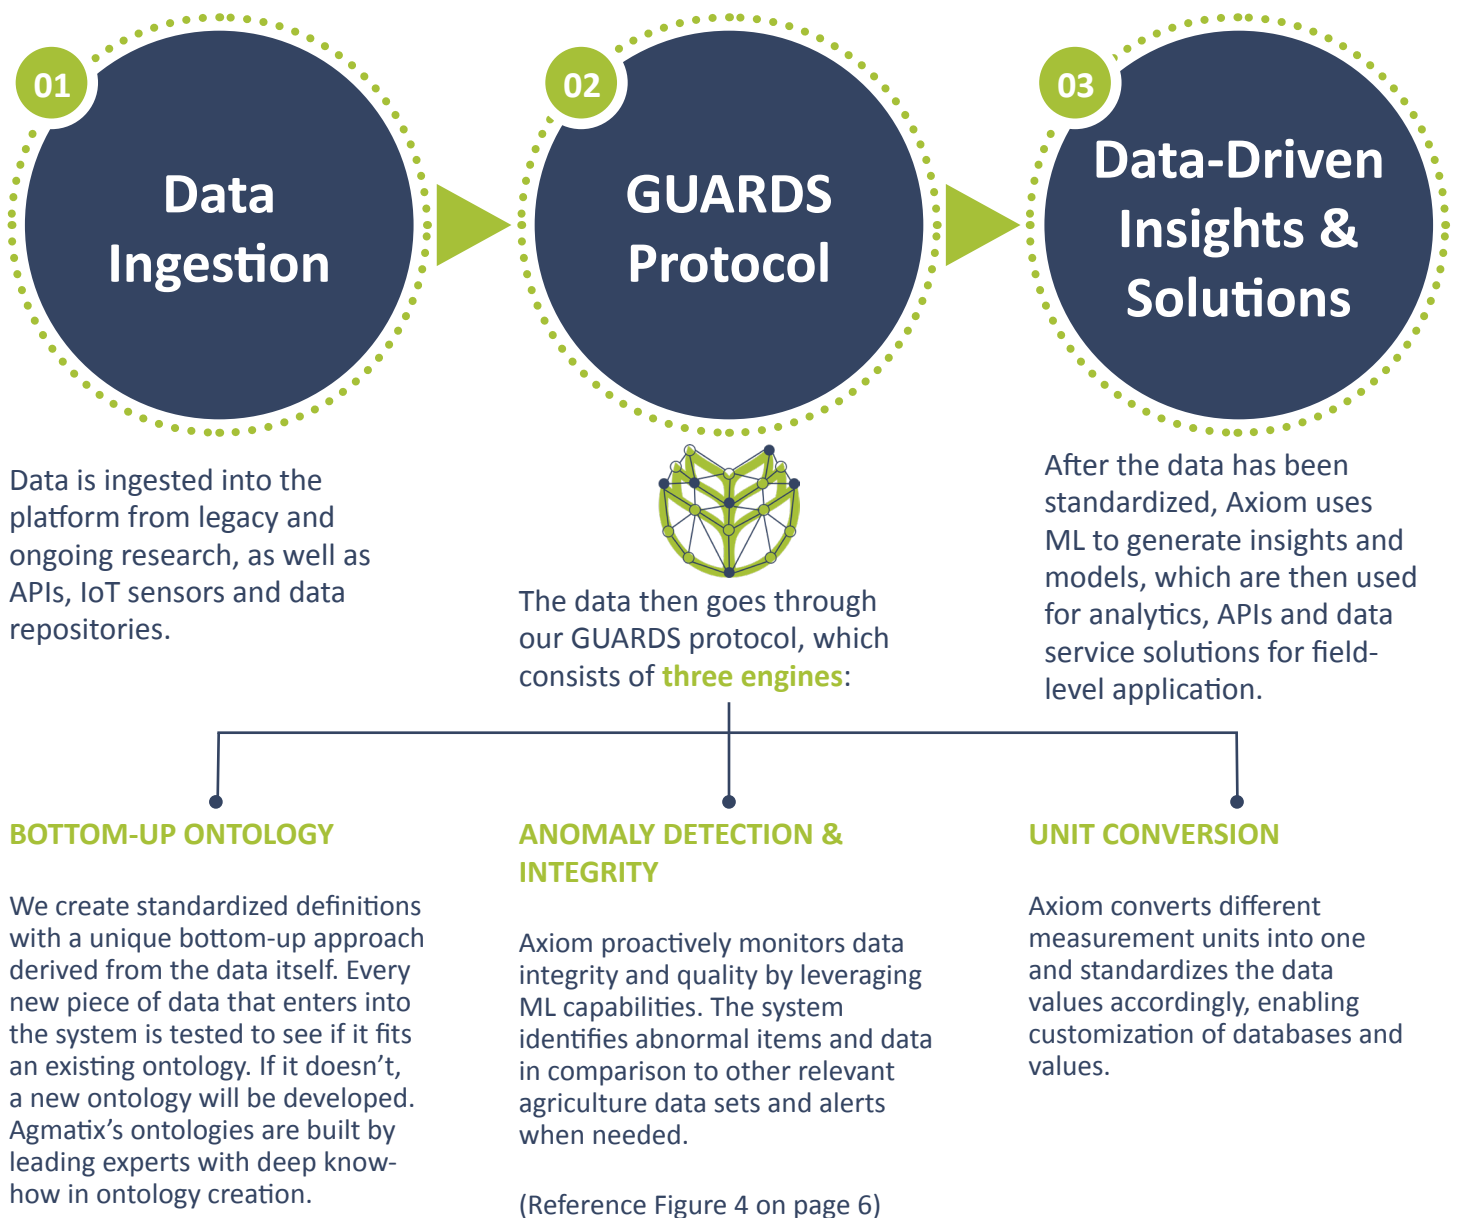 01
Data
Ingestion
02
GUARDS
Protocol
03
Data-Driven
Insights &
Solutions
Data is ingested into the
platform from legacy and
ongoing research, as well as
APIs, IoT sensors and data
repositories.
The data then goes through
our GUARDS protocol, which
consists of three engines:
After the data has been
standardized, Axiom uses
ML to generate insights and
models, which are then used
for analytics, APIs and data
service solutions for field-
level application.
BOTTOM-UP ONTOLOGY
We create standardized definitions
with a unique bottom-up approach
derived from the data itself. Every
new piece of data that enters into
the system is tested to see if it fits
an existing ontology. If it doesn’t,
a new ontology will be developed.
Agmatix’s ontologies are built by
leading experts with deep know-
how in ontology creation.
ANOMALY DETECTION &
INTEGRITY
Axiom proactively monitors data
integrity and quality by leveraging
ML capabilities. The system
identifies abnormal items and data
in comparison to other relevant
agriculture data sets and alerts
when needed.
(Reference Figure 4 on page 6)
UNIT CONVERSION
Axiom converts different
measurement units into one
and standardizes the data
values accordingly, enabling
customization of databases and
values.